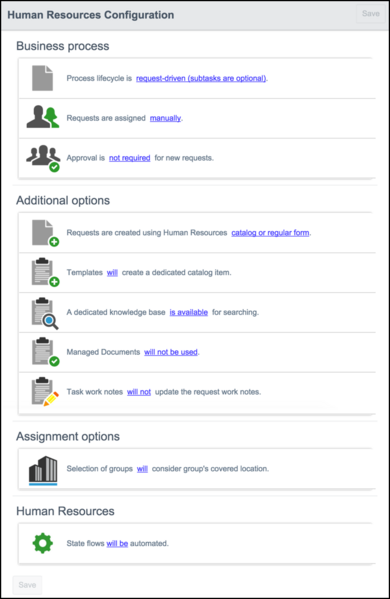 Human Resources Configuration
Save
Business process
Process lifecycle is request-driven (subtasks are optional).
Requests are assigned manually.
Approval is not required for new requests.
Additional options
Requests are created using Human Resources catalog or regular form.
Templates will create a dedicated catalog item.
A dedicated knowledge base is available for searching.
Managed Documents will not be used.
Task work notes will not update the request work notes.
Assignment options
Selection of groups will consider group's covered location.
Human Resources
State flows will be automated.
Save